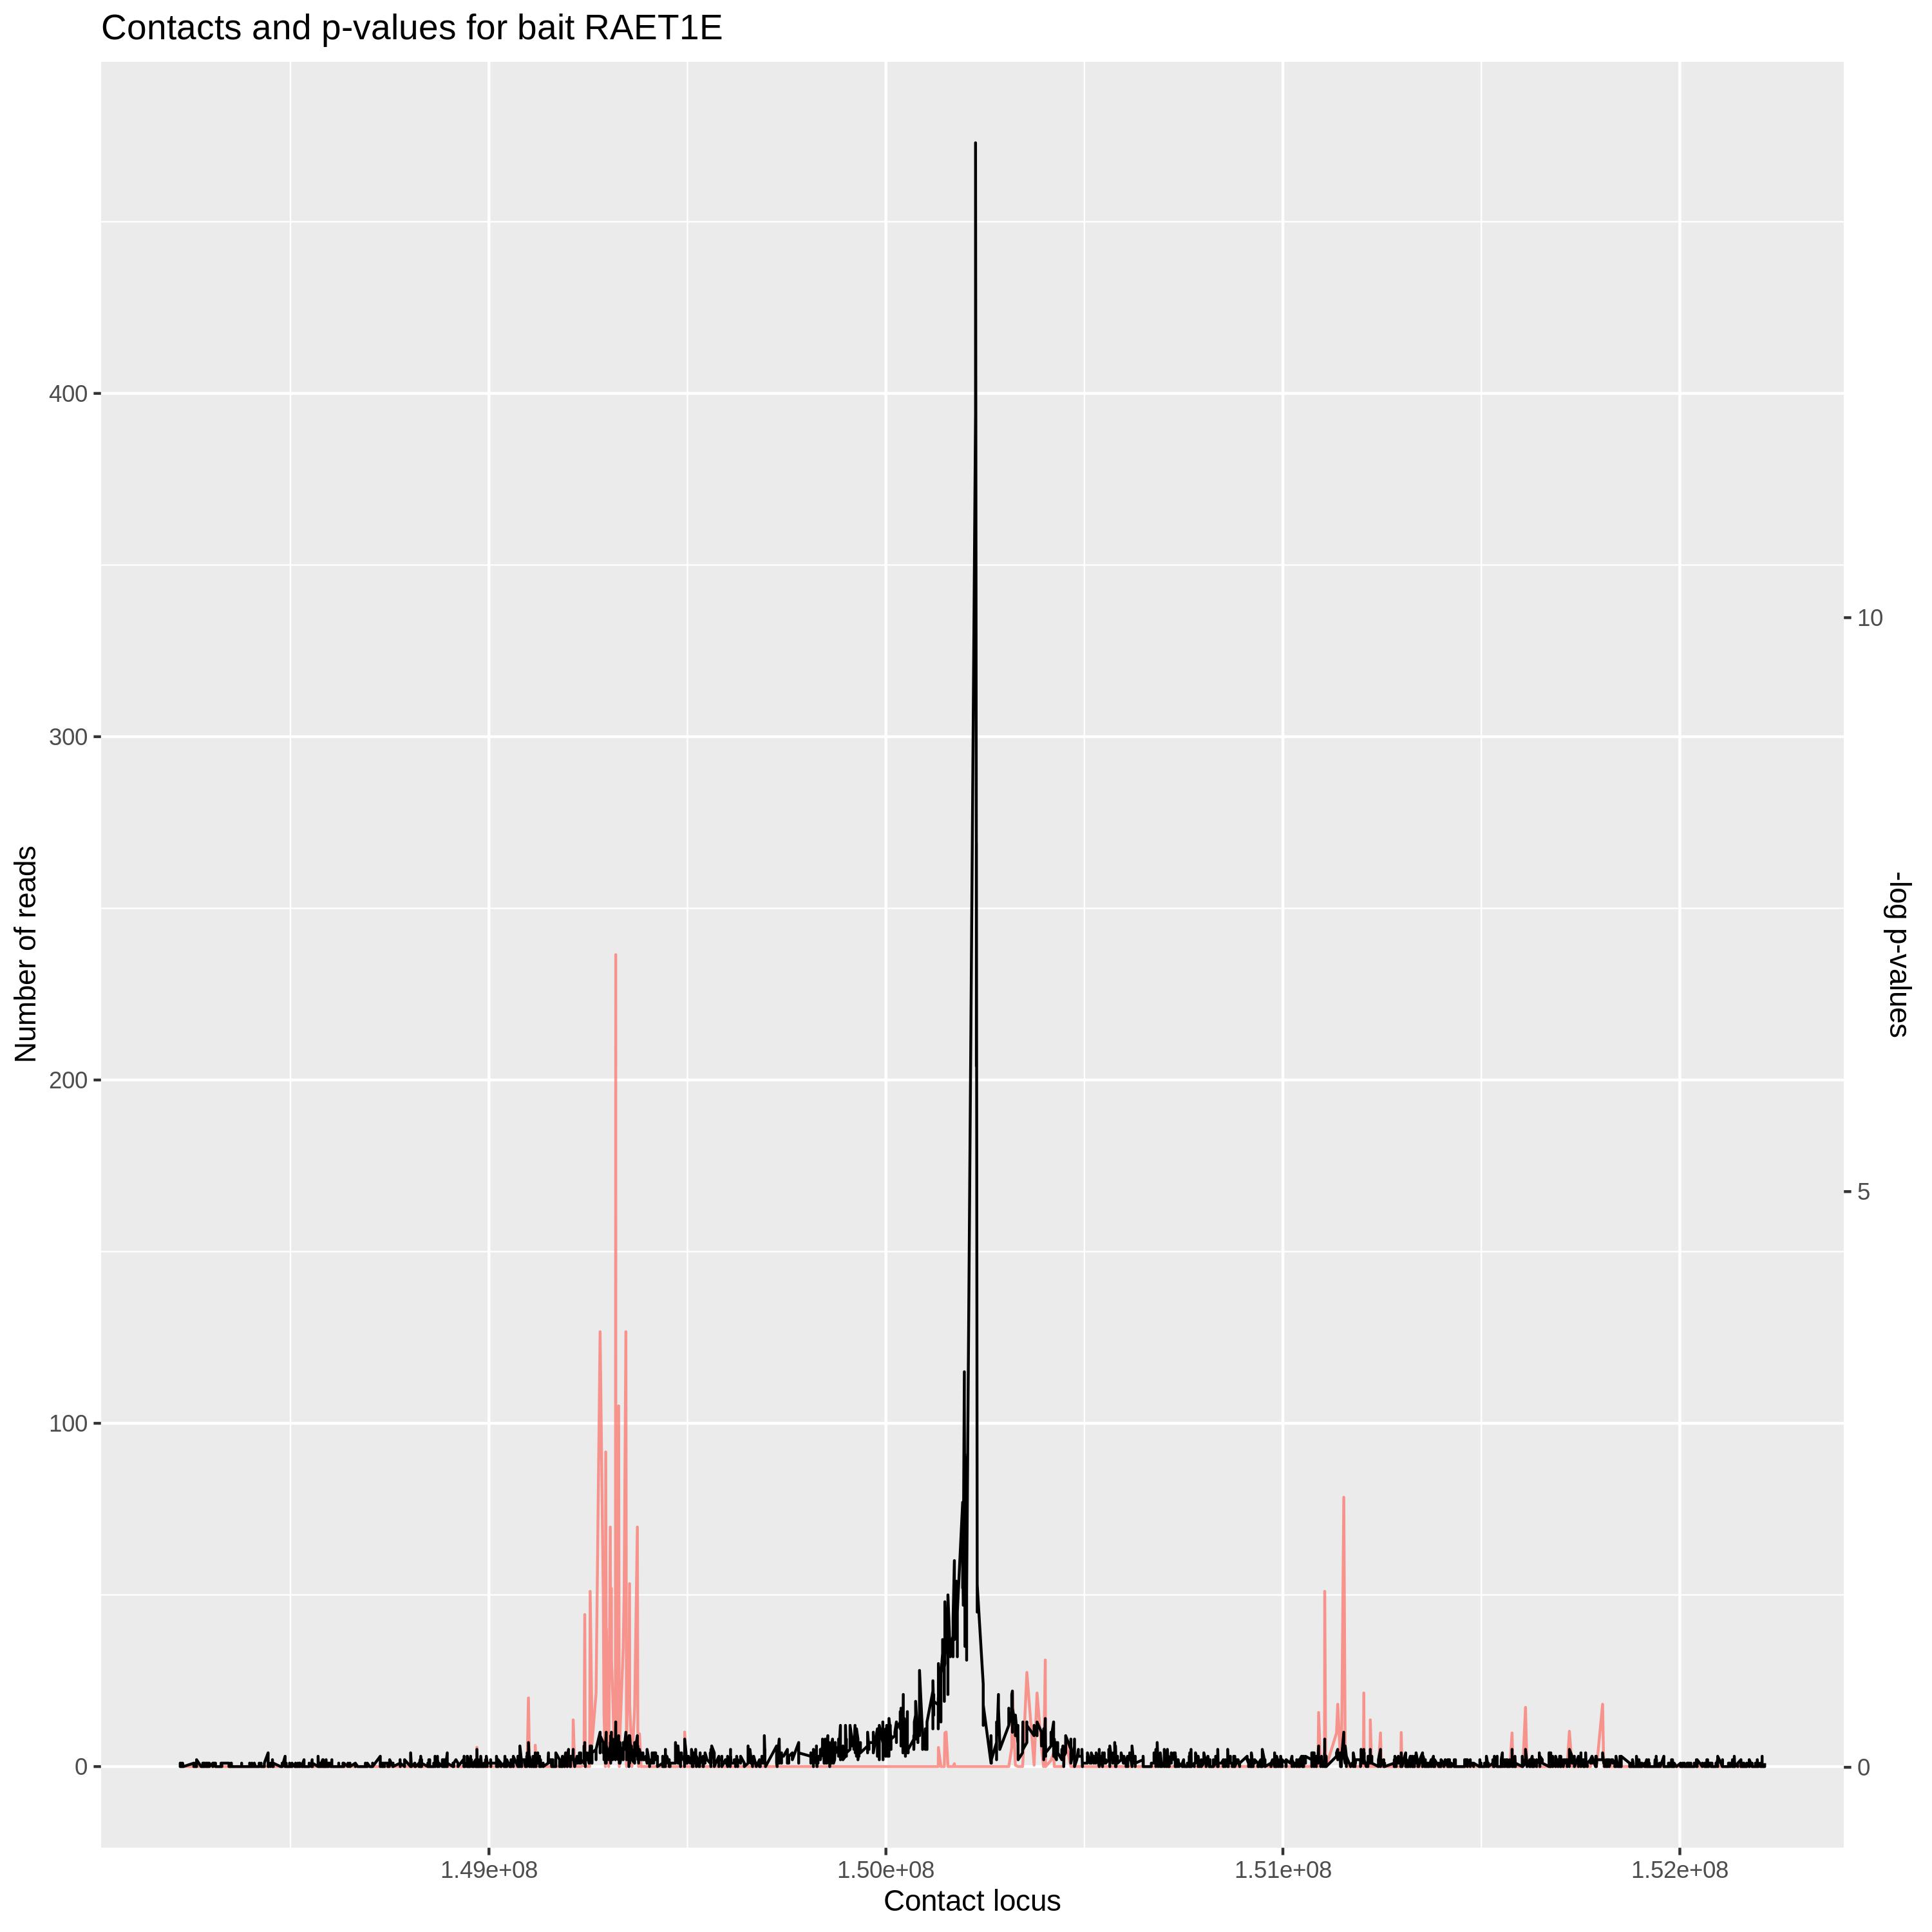 Contacts and p-values for bait RAET1E
400
300
200
100
0
Number of reads
10
5
0
-log p-values
1.49e+08
1.50e+08
1.51e+08
1.52e+08
Contact locus